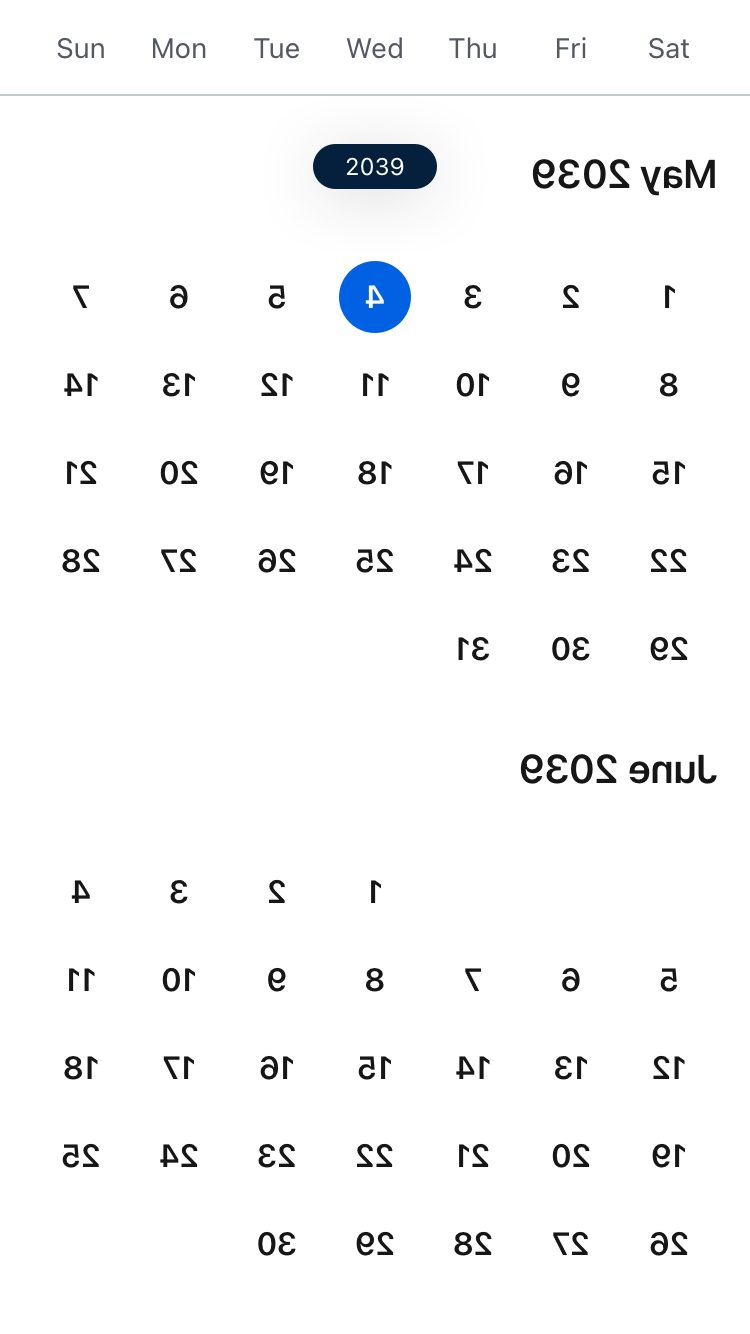 Sun Mon Tue Wed Thu Fri Sat
2039
May 2039
1 2 3 4 5 6 7
8 9 10 11 12 13 14
15 16 17 18 19 20 21
22 23 24 25 26 27 28
29 30 31
June 2039
1 2 3 4
5 6 7 8 9 10 11
12 13 14 15 16 17 18
19 20 21 22 23 24 25
26 27 28 29 30